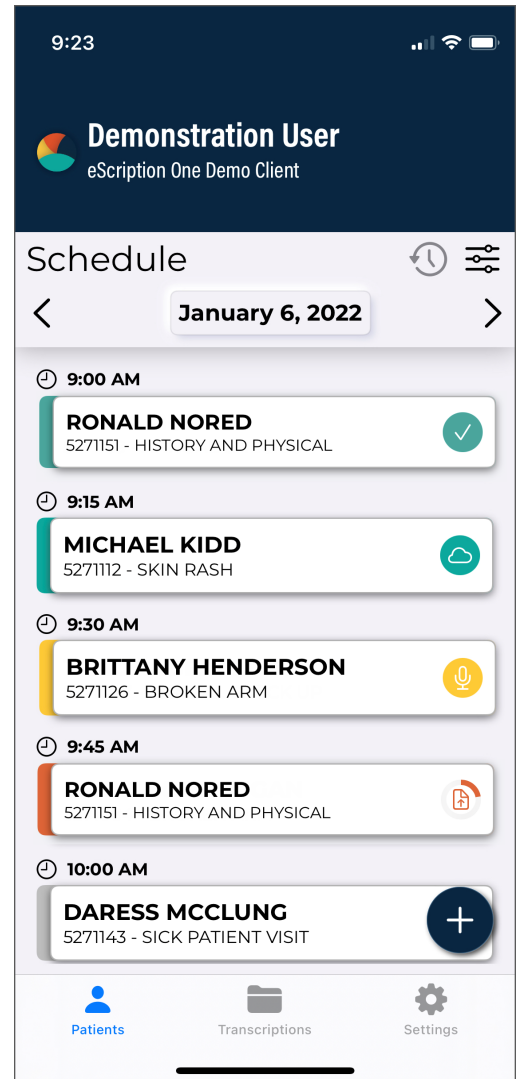 9:23
Demonstration User
eScription One Demo Client
Schedule
January 6, 2022
9:00 AM
RONALD NORED
5271151 - HISTORY AND PHYSICAL
9:15 AM
MICHAEL KIDD
5271112 - SKIN RASH
9:30 AM
BRITTANY HENDERSON
5271126 - BROKEN ARM
9:45 AM
RONALD NORED
5271151 - HISTORY AND PHYSICAL
10:00 AM
DARESS MCCLUNG
5271143 - SICK PATIENT VISIT
Patients Transcriptions Settings